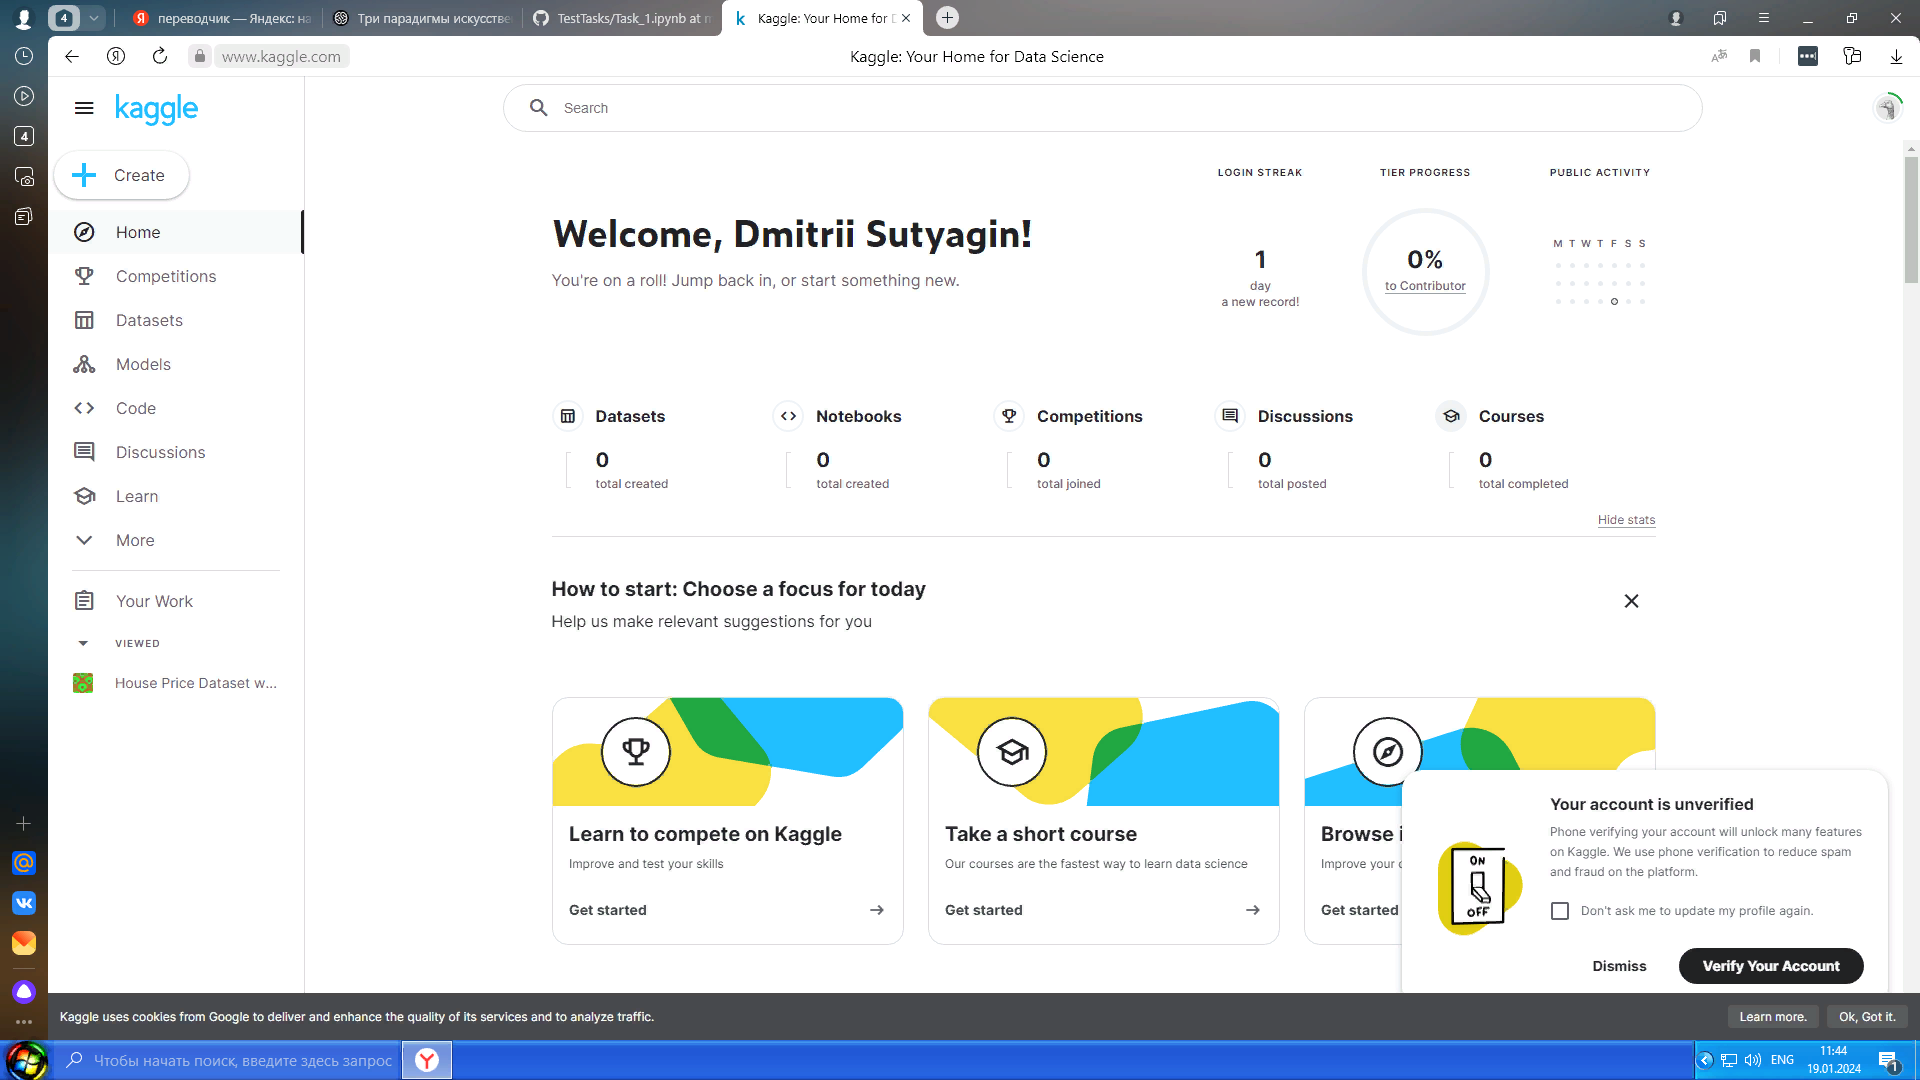 4
переводчик — Яндекс: на
Три парадигмы искусстве
TestTasks/Task_1.ipynb at m
Kaggle: Your Home for D
www.kaggle.com
Kaggle: Your Home for Data Science
4
kaggle
Search
Create
Home
Competitions
Datasets
Models
Code
Discussions
Learn
More
Your Work
VIEWED
House Price Dataset w...
Welcome, Dmitrii Sutyagin!
You're on a roll! Jump back in, or start something new.
LOGIN STREAK
1
day
a new record!
TIER PROGRESS
0%
to Contributor
PUBLIC ACTIVITY
M T W T F S S
Datasets
0
total created
Notebooks
0
total created
Competitions
0
total joined
Discussions
0
total posted
Courses
0
total completed
Hide stats
How to start: Choose a focus for today
Help us make relevant suggestions for you
Learn to compete on Kaggle
Improve and test your skills
Get started
Take a short course
Our courses are the fastest way to learn data science
Get started
Browse i
Improve your
Get started
ON
OFF
Your account is unverified
Phone verifying your account will unlock many features
on Kaggle. We use phone verification to reduce spam
and fraud on the platform.
Don't ask me to update my profile again.
Dismiss
Verify Your Account
Kaggle uses cookies from Google to deliver and enhance the quality of its services and to analyze traffic.
Learn more.
Ok, Got it.
Чтобы начать поиск, введите здесь запрос
ENG
11:44
19.01.2024
1